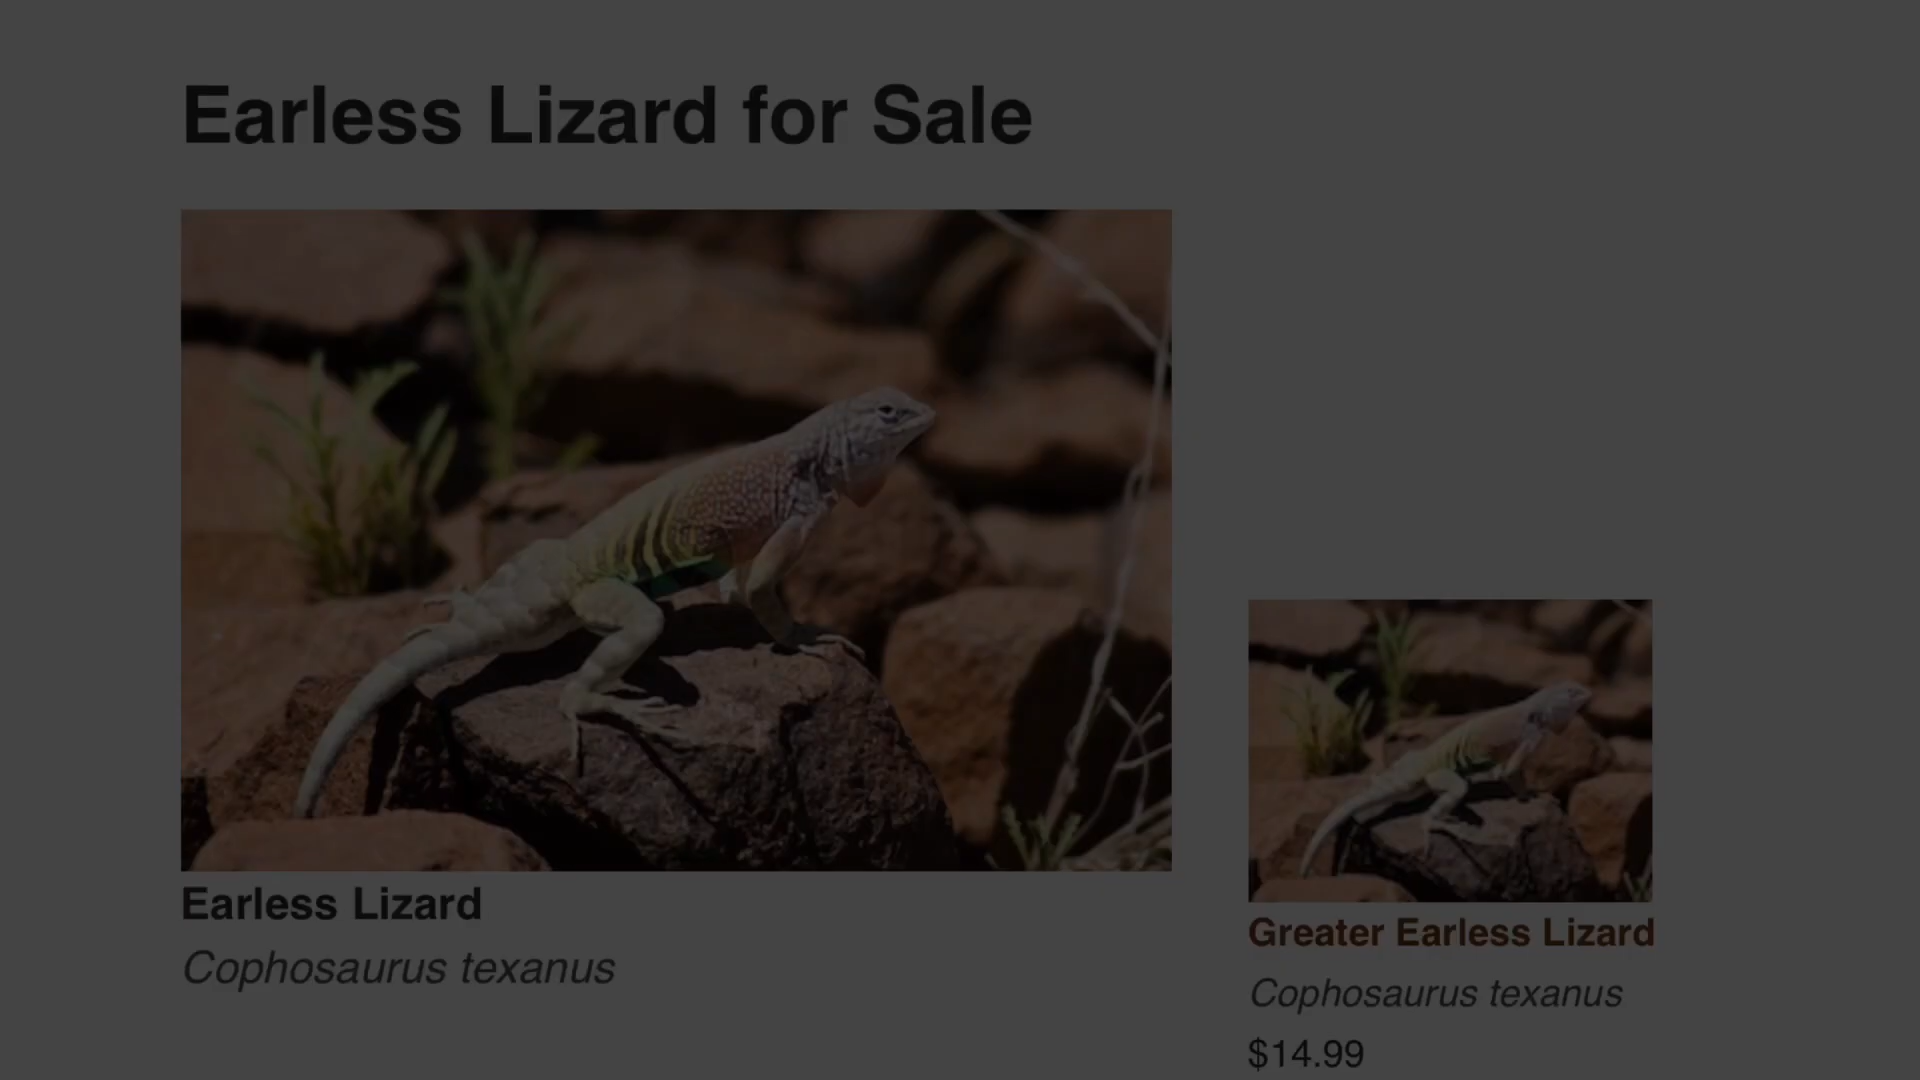 Earless Lizard for Sale
Earless Lizard
Cophosaurus texanus
Greater Earless Lizard
Cophosaurus texanus
$14.99